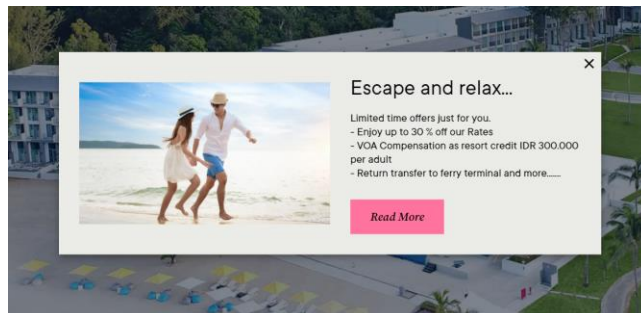 Escape and relax...
Limited time offers just for you.
- Enjoy up to 30 % off our Rates
- VOA Compensation as resort credit IDR 300.000
per adult
- Return transfer to ferry terminal and more......
Read More